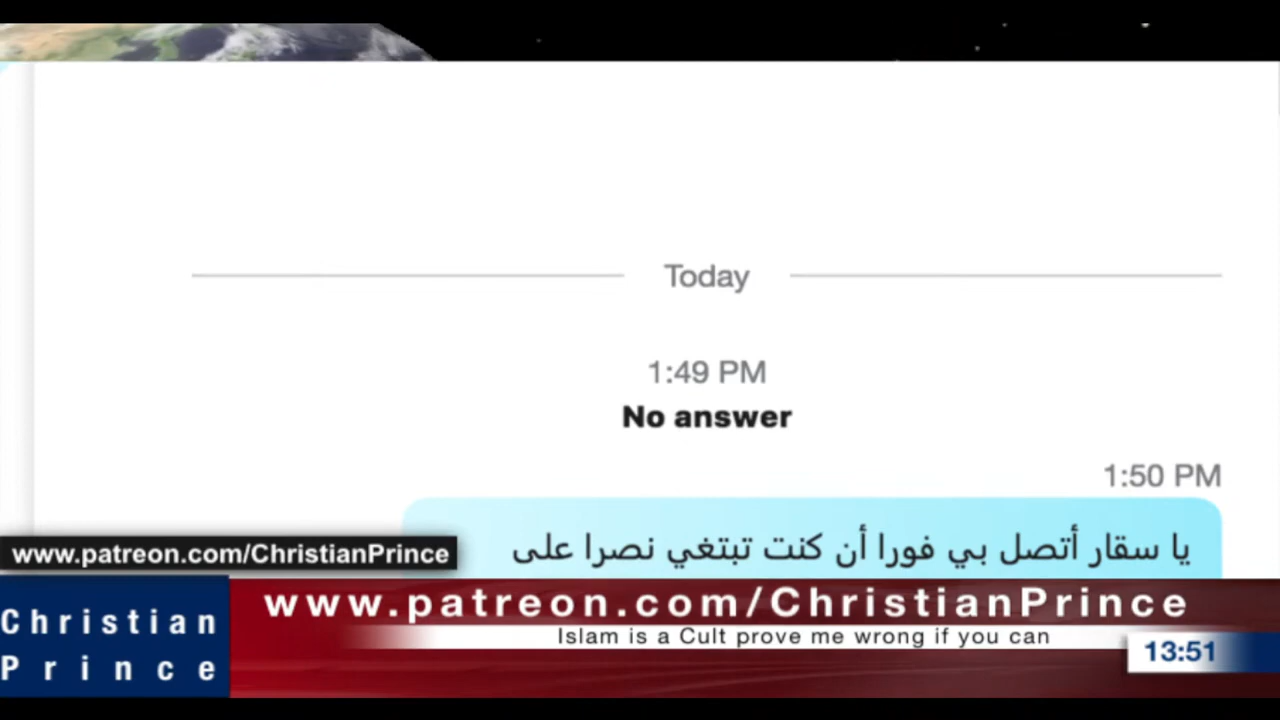 Today
1:49 PM
No answer
1:50 PM
يا سقار أتصل بي فورا أن كنت تبتغي نصرا على
www.patreon.com/ChristianPrince
www.patreon.com/ChristianPrince
Islam is a Cult prove me wrong if you can
Christian
Prince
13:51